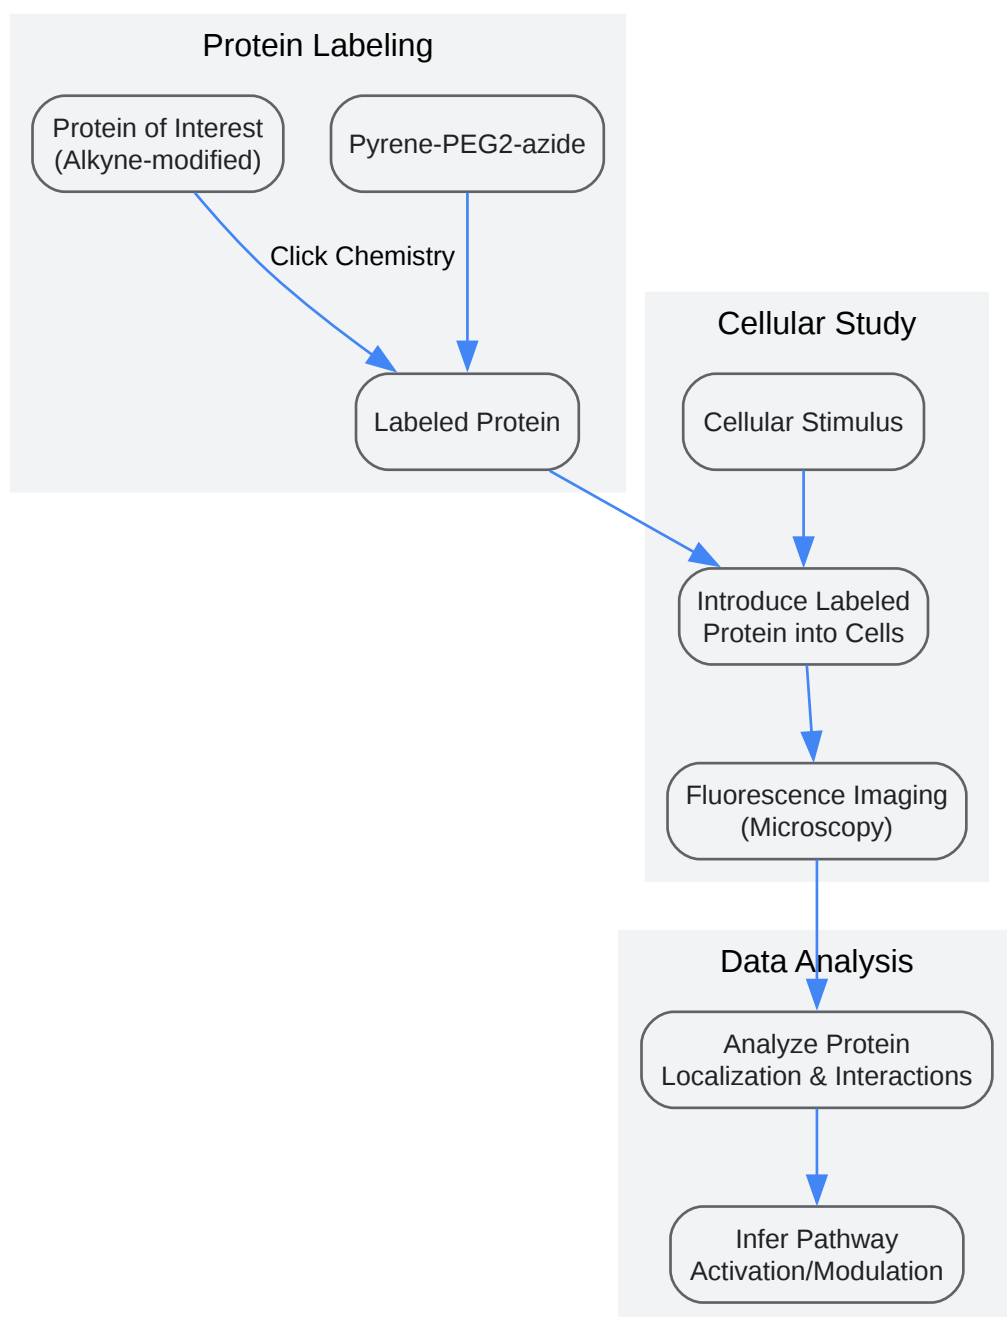 Protein Labeling
Protein of Interest
(Alkyne-modified)
Pyrene-PEG2-azide
Click Chemistry
Labeled Protein
Cellular Study
Cellular Stimulus
Introduce Labeled
Protein into Cells
Fluorescence Imaging
(Microscopy)
Data Analysis
Analyze Protein
Localization & Interactions
Infer Pathway
Activation/Modulation